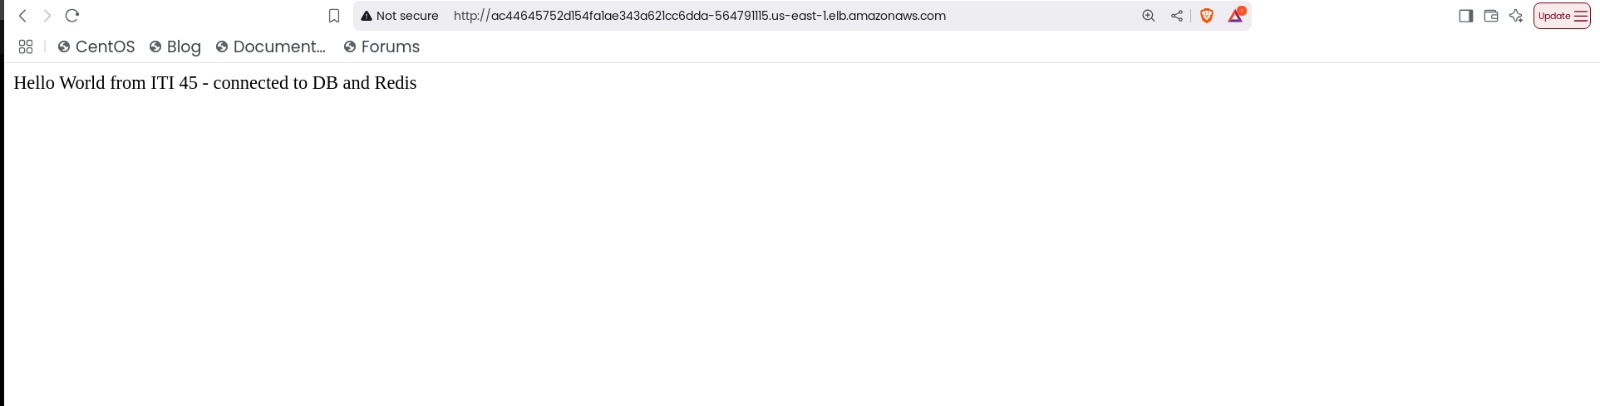 Not secure http://ac44645752d154fa1ae343a621cc6dda-564791115.us-east-1.elb.amazonaws.com Update
CentOS Blog Document... Forums
Hello World from ITI 45 - connected to DB and Redis